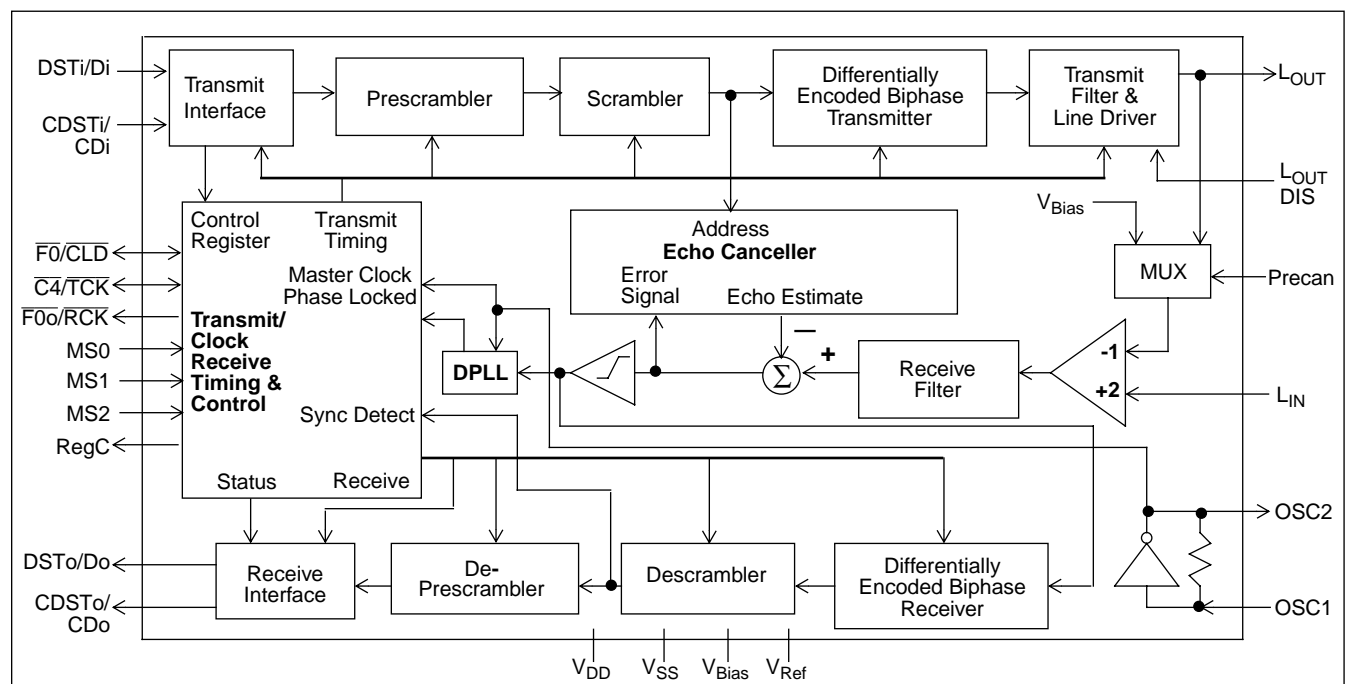 DSTi/Di
CDSTi/
CDi
Transmit
Interface
Prescrambler
Scrambler
Differentially
Encoded Biphase
Transmitter
Transmit
Filter &
Line Driver
LOUT
LOUT
DIS
VBias
MUX
Precan
Control
Register
Transmit
Timing
Address
Echo Canceller
Error
Signal
Echo Estimate
F0/CLD
C4/TCK
F0o/RCK
MS0
MS1
MS2
RegC
Master Clock
Phase Locked
Transmit/
Clock
Receive
Timing &
Control
Sync Detect
Status
Receive
DPLL
Σ
—
+
Receive
Filter
-1
+2
LIN
OSC2
OSC1
DSTo/Do
CDSTo/
CDo
Receive
Interface
De-
Prescrambler
Descrambler
Differentially
Encoded Biphase
Receiver
VDD
VSS
VBias
VRef